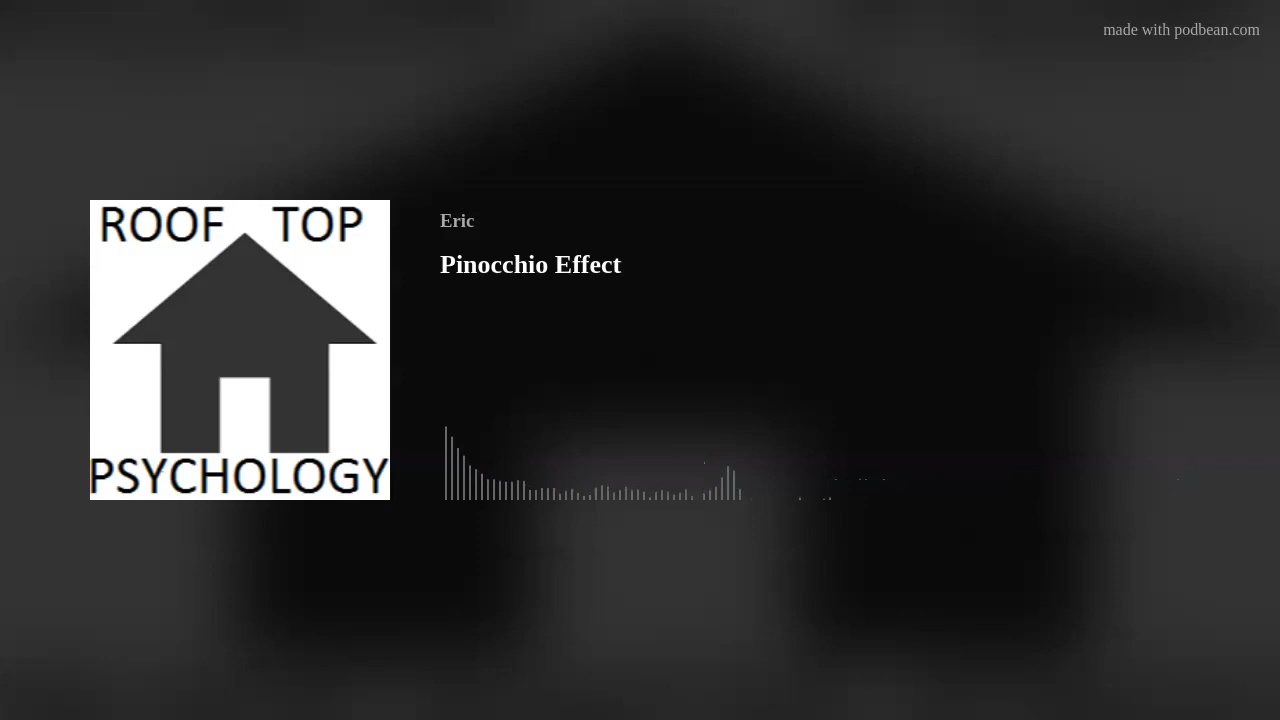 made with podbean.com
ROOF TOP
PSYCHOLOGY
Eric
Pinocchio Effect